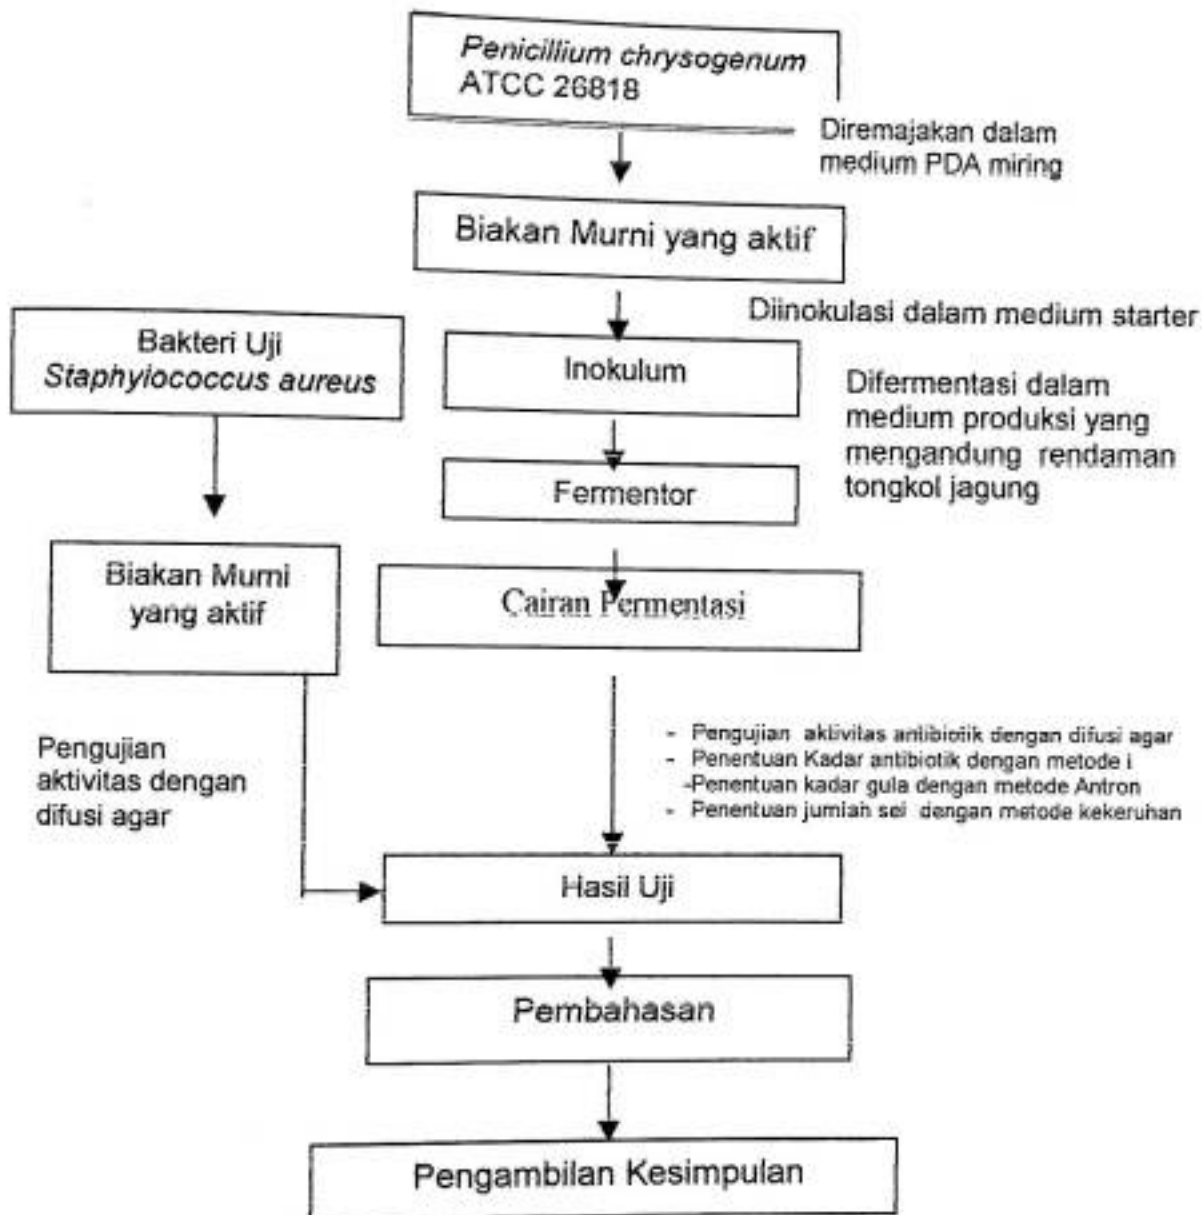 Penicillium chrysogenum
ATCC 26818
Diremajakan dalam
medium PDA miring
Biakan Murni yang aktif
Diinokulasi dalam medium starter
Bakteri Uji
Staphyiococcus aureus
Inokulum
Difermentasi dalam
medium produksi yang
mengandung rendaman
tongkol jagung
Fermentor
Biakan Murni
yang aktif
Cairan Permentasi
Pengujian
aktivitas dengan
difusi agar
- Pengujian aktivitas antibiotik dengan difusi agar
- Penentuan Kadar antibiotik dengan metode i
-Penentuan kadar gula dengan metode Antron
- Penentuan jumlah sei dengan metode kekeruhan
Hasil Uji
Pembahasan
Pengambilan Kesimpulan